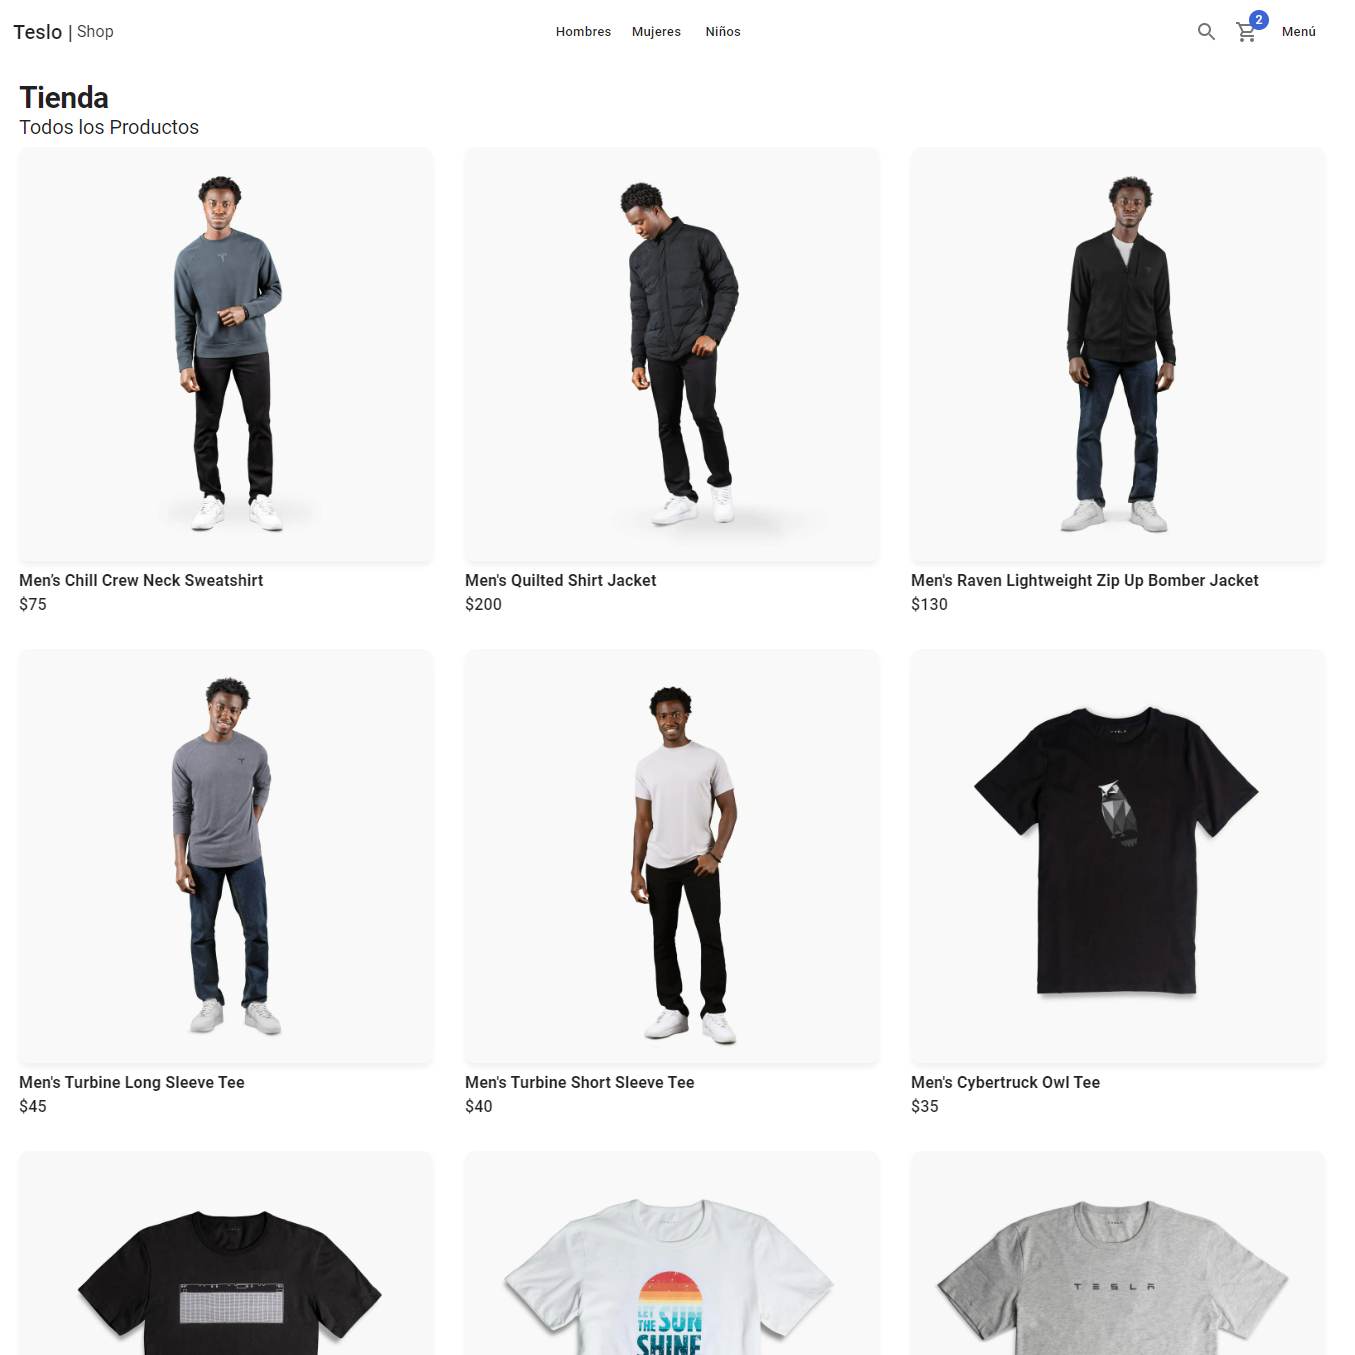 Teslo | Shop
Hombres Mujeres Niños
2
Menú
Tienda
Todos los Productos
Men's Chill Crew Neck Sweatshirt
$75
Men's Quilted Shirt Jacket
$200
Men's Raven Lightweight Zip Up Bomber Jacket
$130
Men's Turbine Long Sleeve Tee
$45
Men's Turbine Short Sleeve Tee
$40
Men's Cybertruck Owl Tee
$35
LET
THE SUN
SHINE
TESLA